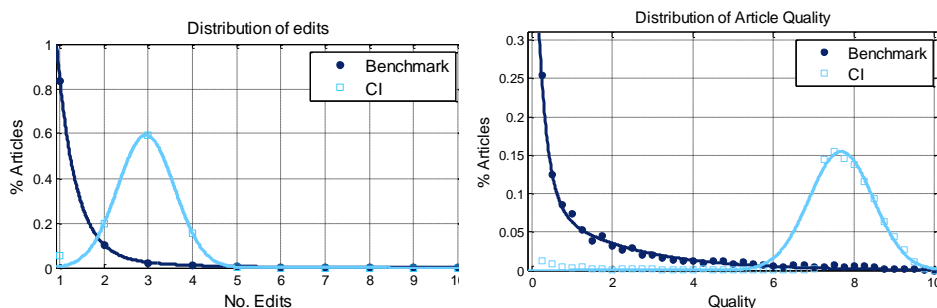 Distribution of edits
1
0.8
0.6
0.4
0.2
0
% Articles
1 2 3 4 5 6 7 8 9 10
No. Edits
Benchmark
CI
Distribution of Article Quality
0.3
0.25
0.2
0.15
0.1
0.05
0
% Articles
0 2 4 6 8 10
Quality
Benchmark
CI